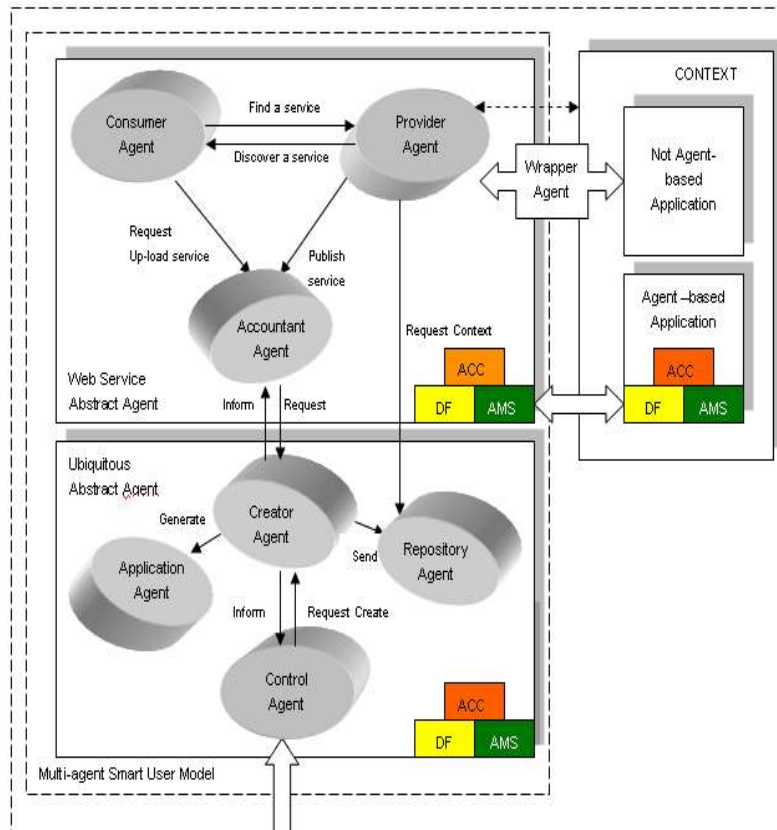 CONTEXT
Consumer
Agent
Find a service
Discover a service
Provider
Agent
Wrapper
Agent
Not Agent-
based
Application
Request
Up-load service
Publish
service
Accountant
Agent
Request Context
Agent –based
Application
ACC
DF
AMS
ACC
DF
AMS
Web Service
Abstract Agent
Inform
Request
Ubiquitous
Abstract Agent
Creator
Agent
Generate
Send
Application
Agent
Repository
Agent
Inform
Request Create
Control
Agent
ACC
DF
AMS
Multi-agent Smart User Model